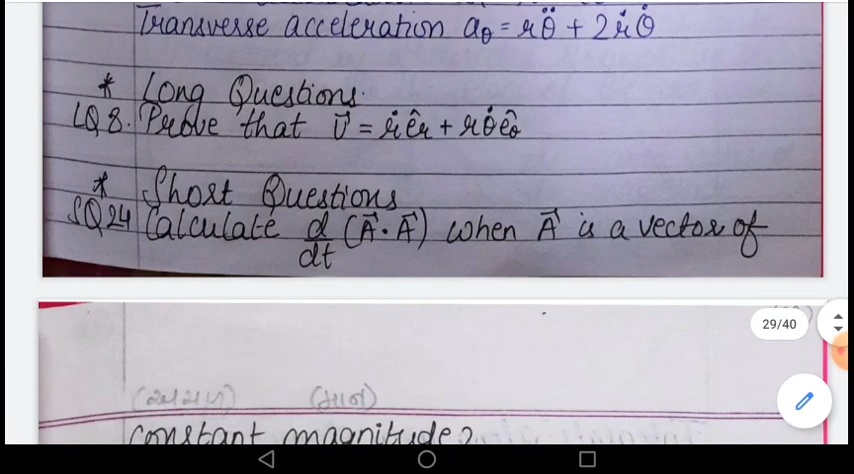 Transverse acceleration aθ = rθ̈ + 2ṙθ̇
* Long Questions.
LQ 8. Prove that v⃗ = ṙêr + rθ̇êθ
* Short Questions
SQ 24 Calculate d/dt (A⃗ · A⃗) when A⃗ is a vector of
29/40
(मान)
constant magnitude?